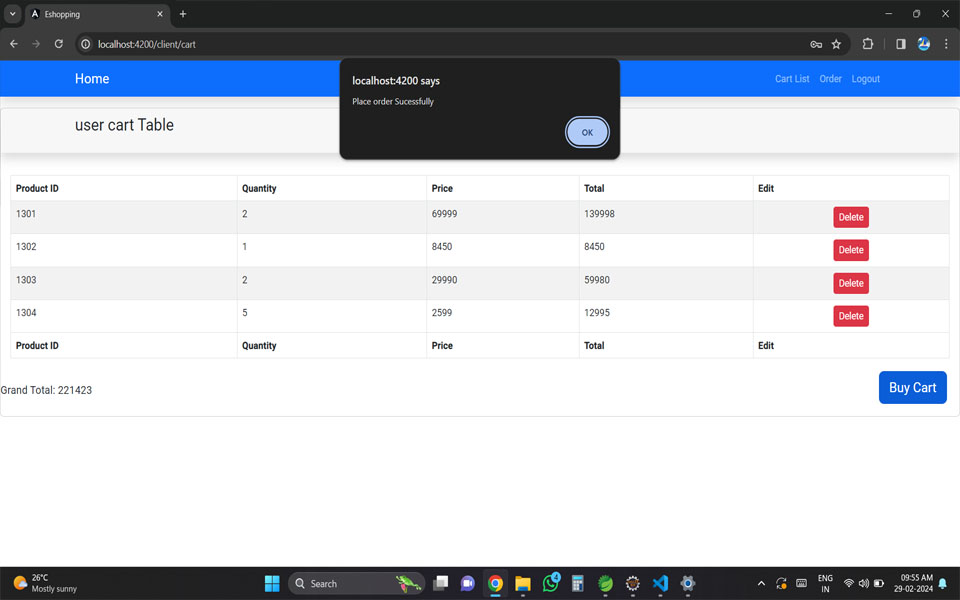 Eshopping
localhost:4200/client/cart
Home
Cart List Order Logout
localhost:4200 says
Place order Sucessfully
OK
user cart Table
Product ID Quantity Price Total Edit
1301 2 69999 139998 Delete
1302 1 8450 8450 Delete
1303 2 29990 59980 Delete
1304 5 2599 12995 Delete
Product ID Quantity Price Total Edit
Grand Total: 221423
Buy Cart
26°C
Mostly sunny
Search
4
ENG
IN
09:55 AM
29-02-2024